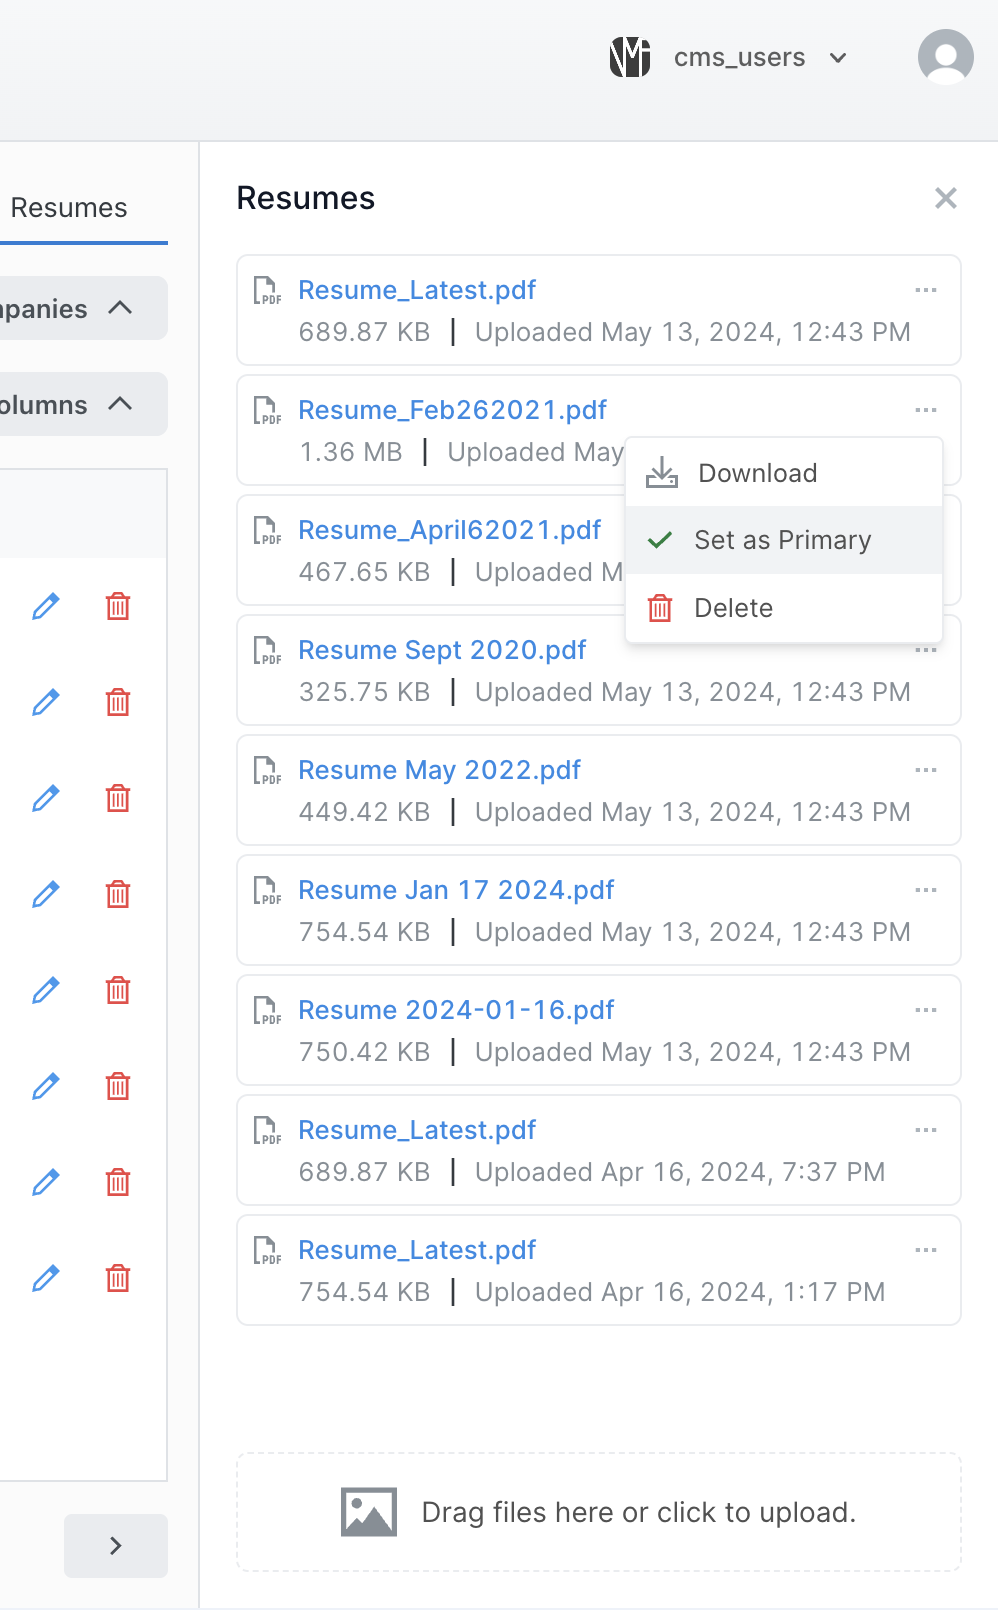 cms_users
Resumes
Resumes
Resume_Latest.pdf
689.87 KB | Uploaded May 13, 2024, 12:43 PM
Resume_Feb262021.pdf
1.36 MB | Uploaded May
Download
Resume_April62021.pdf
Set as Primary
467.65 KB | Uploaded M
Delete
Resume Sept 2020.pdf
325.75 KB | Uploaded May 13, 2024, 12:43 PM
Resume May 2022.pdf
449.42 KB | Uploaded May 13, 2024, 12:43 PM
Resume Jan 17 2024.pdf
754.54 KB | Uploaded May 13, 2024, 12:43 PM
Resume 2024-01-16.pdf
750.42 KB | Uploaded May 13, 2024, 12:43 PM
Resume_Latest.pdf
689.87 KB | Uploaded Apr 16, 2024, 7:37 PM
Resume_Latest.pdf
754.54 KB | Uploaded Apr 16, 2024, 1:17 PM
Drag files here or click to upload.
mpanies
olumns